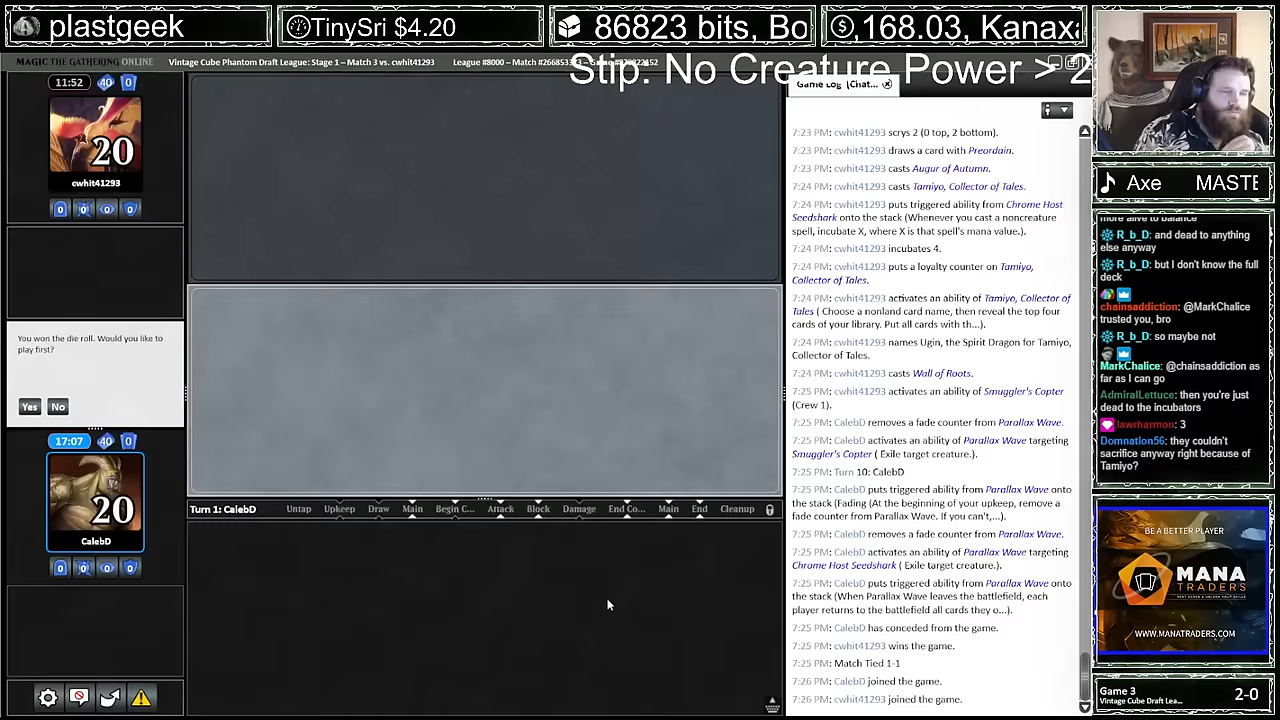 plastgeek
TinySri $4.20
86823 bits, Bo
,168.03, Kanax
MAGIC THE GATHERING ONLINE
Vintage Cube Phantom Draft League: Stage 1 – Match 3 vs. cwhit41293
Stip: No Creature Power > 2
11:52
40
0
20
cwhit41293
0
0
0
0
You won the die roll. Would you like to
play first?
Yes
No
17:07
40
0
20
CalebD
0
0
0
0
Turn 1: CalebD
Untap
Upkeep
Draw
Main
Begin C...
Attack
Block
Damage
End Co...
Main
End
Cleanup
Game Log (Chat...
7:23 PM: cwhit41293 scrys 2 (0 top, 2 bottom).
7:23 PM: cwhit41293 draws a card with Preordain.
7:23 PM: cwhit41293 casts Augur of Autumn.
7:24 PM: cwhit41293 casts Tamiyo, Collector of Tales.
7:24 PM: cwhit41293 puts triggered ability from Chrome Host
Seedshark onto the stack (Whenever you cast a noncreature
spell, incubate X, where X is that spell's mana value.).
7:24 PM: cwhit41293 incubates 4.
7:24 PM: cwhit41293 puts a loyalty counter on Tamiyo,
Collector of Tales.
7:24 PM: cwhit41293 activates an ability of Tamiyo, Collector of
Tales ( Choose a nonland card name, then reveal the top four
cards of your library. Put all cards with th...).
7:24 PM: cwhit41293 names Ugin, the Spirit Dragon for Tamiyo,
Collector of Tales.
7:24 PM: cwhit41293 casts Wall of Roots.
7:25 PM: cwhit41293 activates an ability of Smuggler's Copter
(Crew 1).
7:25 PM: CalebD removes a fade counter from Parallax Wave.
7:25 PM: CalebD activates an ability of Parallax Wave targeting
Smuggler's Copter ( Exile target creature.).
7:25 PM: Turn 10: CalebD
7:25 PM: CalebD puts triggered ability from Parallax Wave onto
the stack (Fading (At the beginning of your upkeep, remove a
fade counter from Parallax Wave. If you can't,...).
7:25 PM: CalebD removes a fade counter from Parallax Wave.
7:25 PM: CalebD activates an ability of Parallax Wave targeting
Chrome Host Seedshark ( Exile target creature.).
7:25 PM: CalebD puts triggered ability from Parallax Wave onto
the stack (When Parallax Wave leaves the battlefield, each
player returns to the battlefield all cards they o...).
7:25 PM: CalebD has conceded from the game.
7:25 PM: cwhit41293 wins the game.
7:25 PM: Match Tied 1-1
7:26 PM: CalebD joined the game.
7:26 PM: cwhit41293 joined the game.
Axe
MASTE
more alive to balance
R_b_D: and dead to anything
else anyway
R_b_D: but I don't know the full
deck
chainsaddiction: @MarkChalice
trusted you, bro
R_b_D: so maybe not
MarkChalice: @chainsaddiction as
far as I can go
AdmiralLettuce: then you're just
dead to the incubators
lawrharmon: 3
Domnation56: they couldn't
sacrifice anyway right because of
Tamiyo?
BE A BETTER PLAYER
MANA
TRADERS
WWW.MANATRADERS.COM
Game 3
Vintage Cube Draft Lea...
2-0